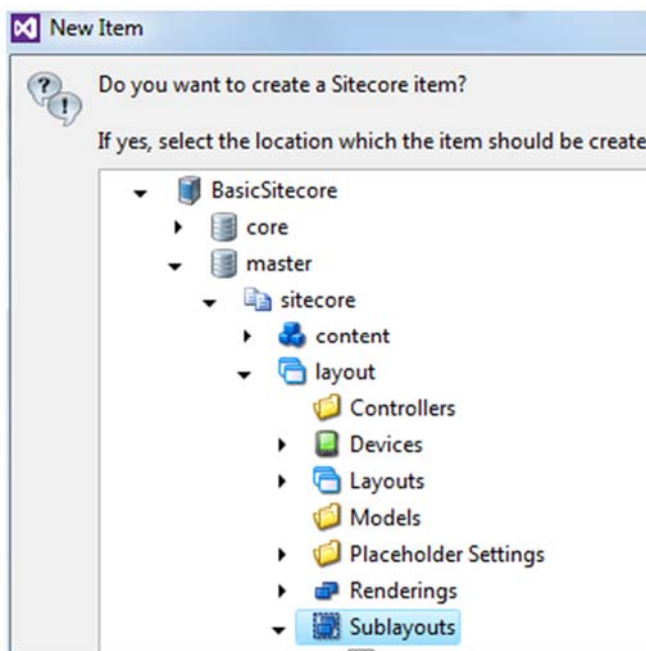 New Item
Do you want to create a Sitecore item?
If yes, select the location which the item should be create
BasicSitecore
core
master
sitecore
content
layout
Controllers
Devices
Layouts
Models
Placeholder Settings
Renderings
Sublayouts